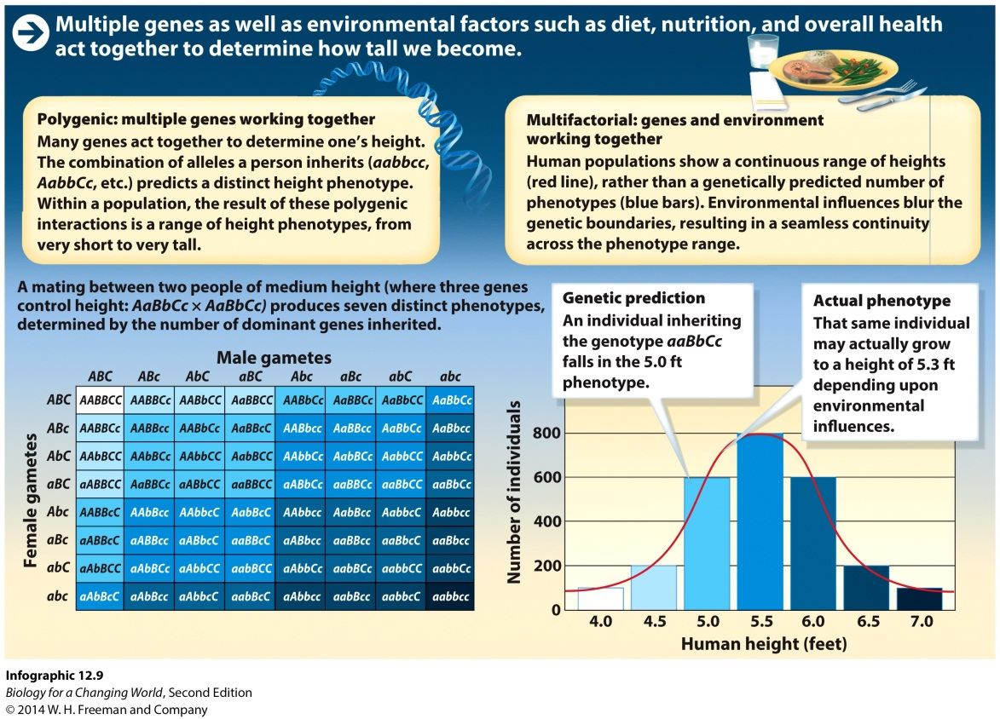 Multiple genes as well as environmental factors such as diet, nutrition, and overall health
act together to determine how tall we become.
Polygenic: multiple genes working together
Many genes act together to determine one's height.
The combination of alleles a person inherits (aabbcc,
AabbCc, etc.) predicts a distinct height phenotype.
Within a population, the result of these polygenic
interactions is a range of height phenotypes, from
very short to very tall.
Multifactorial: genes and environment
working together
Human populations show a continuous range of heights
(red line), rather than a genetically predicted number of
phenotypes (blue bars). Environmental influences blur the
genetic boundaries, resulting in a seamless continuity
across the phenotype range.
A mating between two people of medium height (where three genes
control height: AaBbCc × AaBbCc) produces seven distinct phenotypes,
determined by the number of dominant genes inherited.
Male gametes
ABC ABc AbC aBC Abc aBc abC abc
Female gametes
ABC AABBCC AABBCc AABbCC AaBBCC AABbCc AaBBCc AaBbCC AaBbCc
ABc AABBCc AABBcc AABbCc AaBBcC AABbcc AaBBcc AaBbCc AaBbcc
AbC AAbBCC AABbCc AAbbCC AaBbCC AAbbCc AaBbCc AabbCC AabbCc
aBC aABBCC AaBBCc aAbBCC aaBBCC aABbCc aaBBCc aaBbCC aaBbCc
Abc AABBcC AAbBcc AAbbcC AabBcC AAbbcc AabBcc AabbcC Aabbcc
aBc aABBcC aABBcc aABbcC aaBBcC aABbcc aaBBcc aaBbcC aaBbcc
abC aAbBCC aABbCc aAbbCC aabBCC aAbbCc aabBCc aabbCC aabbCc
abc aAbBcC aAbBcc aAbbcC aabBcC aAbbcc aabBcc aabbcC aabbcc
Genetic prediction
An individual inheriting
the genotype aaBbCc
falls in the 5.0 ft
phenotype.
Actual phenotype
That same individual
may actually grow
to a height of 5.3 ft
depending upon
environmental
influences.
Number of individuals
800
600
400
200
0
4.0 4.5 5.0 5.5 6.0 6.5 7.0
Human height (feet)
Infographic 12.9
Biology for a Changing World, Second Edition
© 2014 W. H. Freeman and Company